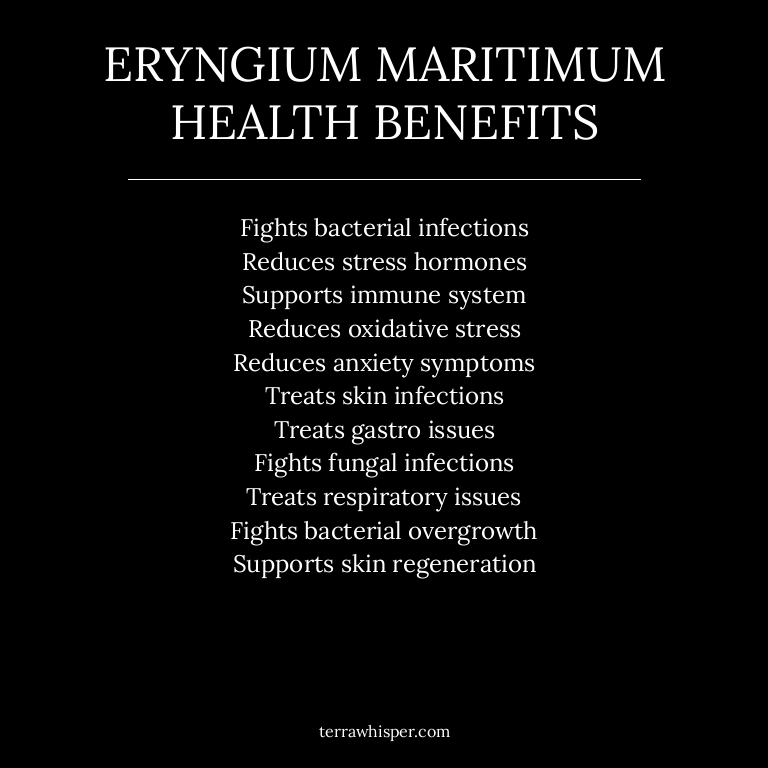 ERYNGIUM MARITIMUM
HEALTH BENEFITS
Fights bacterial infections
Reduces stress hormones
Supports immune system
Reduces oxidative stress
Reduces anxiety symptoms
Treats skin infections
Treats gastro issues
Fights fungal infections
Treats respiratory issues
Fights bacterial overgrowth
Supports skin regeneration
terrawhisper.com